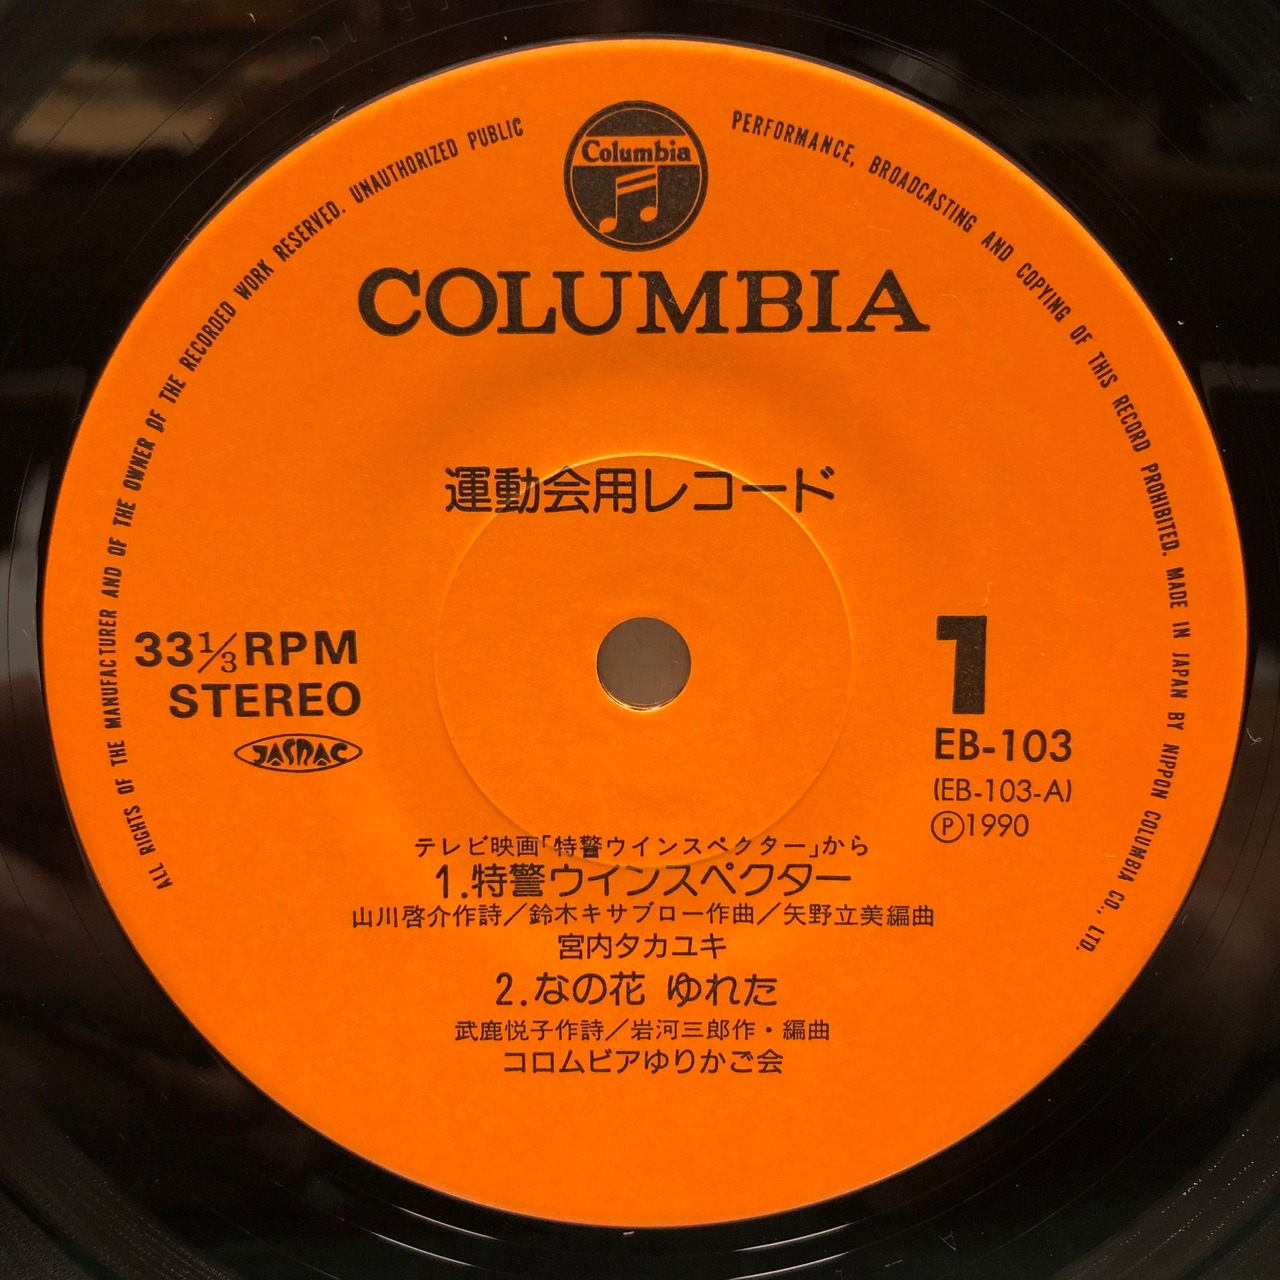 ALL RIGHTS OF THE MANUFACTURER AND OF THE OWNER OF THE RECORDED WORK RESERVED. UNAUTHORIZED PUBLIC PERFORMANCE, BROADCASTING AND COPYING OF THIS RECORD PROHIBITED. MADE IN JAPAN BY NIPPON COLUMBIA CO., LTD.
Columbia
COLUMBIA
運動会用レコード
33⅓RPM
STEREO
JASRAC
1
EB-103
(EB-103-A)
Ⓟ1990
テレビ映画「特警ウインスペクター」から
1.特警ウインスペクター
山川啓介作詩／鈴木キサブロー作曲／矢野立美編曲
宮内タカユキ
2.なの花 ゆれた
武鹿悦子作詩／岩河三郎作・編曲
コロムビアゆりかご会